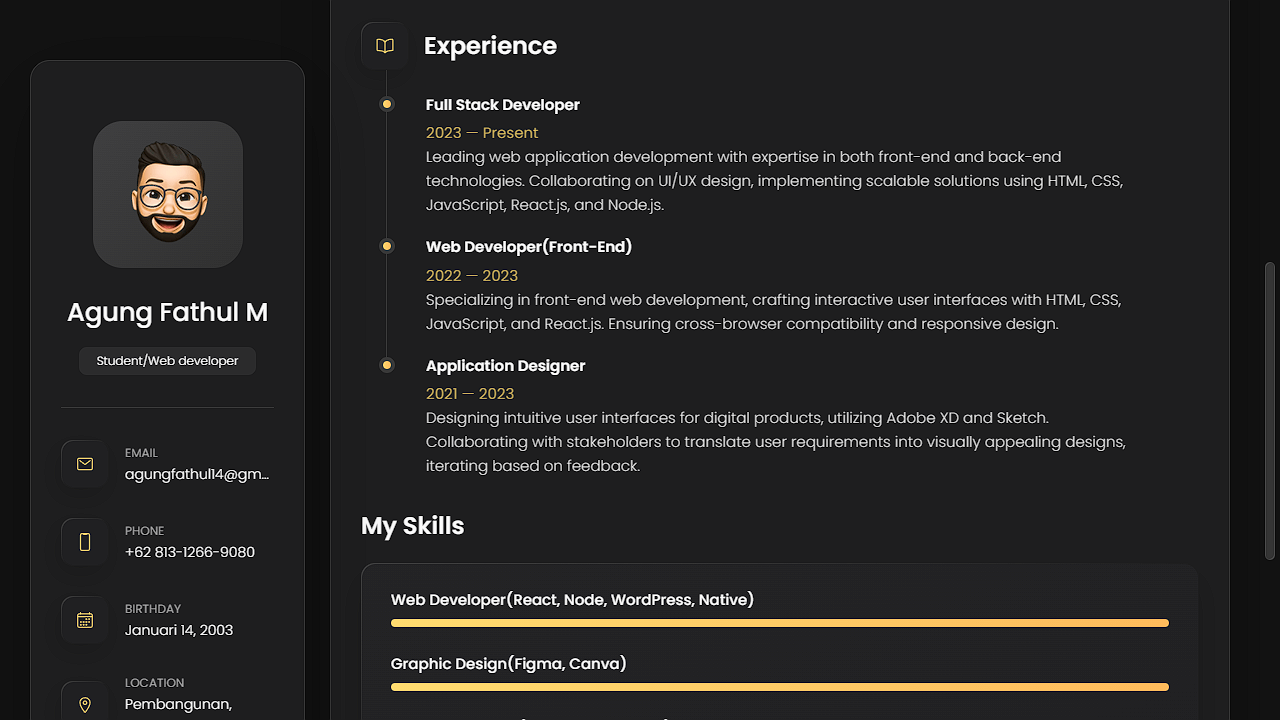 Agung Fathul M
Student/Web developer
EMAIL
agungfathul14@gm...
PHONE
+62 813-1266-9080
BIRTHDAY
Januari 14, 2003
LOCATION
Pembangunan,
Experience
Full Stack Developer
2023 — Present
Leading web application development with expertise in both front-end and back-end
technologies. Collaborating on UI/UX design, implementing scalable solutions using HTML, CSS,
JavaScript, React.js, and Node.js.
Web Developer(Front-End)
2022 — 2023
Specializing in front-end web development, crafting interactive user interfaces with HTML, CSS,
JavaScript, and React.js. Ensuring cross-browser compatibility and responsive design.
Application Designer
2021 — 2023
Designing intuitive user interfaces for digital products, utilizing Adobe XD and Sketch.
Collaborating with stakeholders to translate user requirements into visually appealing designs,
iterating based on feedback.
My Skills
Web Developer(React, Node, WordPress, Native)
Graphic Design(Figma, Canva)